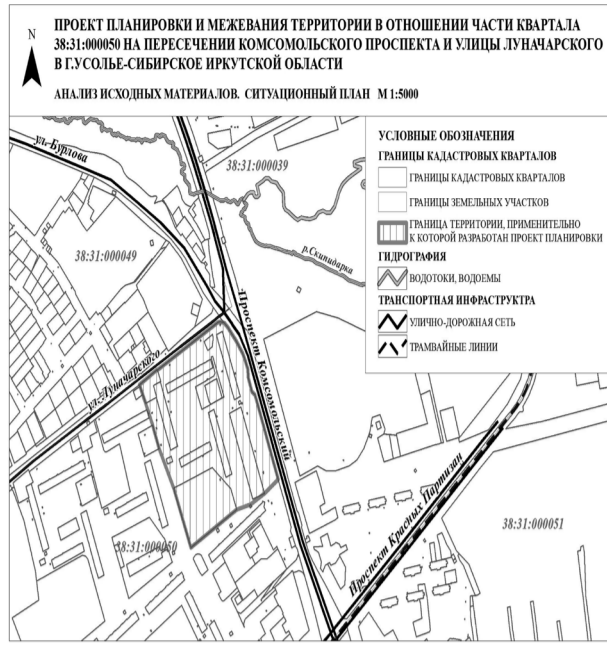 N
ПРОЕКТ ПЛАНИРОВКИ И МЕЖЕВАНИЯ ТЕРРИТОРИИ В ОТНОШЕНИИ ЧАСТИ КВАРТАЛА
38:31:000050 НА ПЕРЕСЕЧЕНИИ КОМСОМОЛЬСКОГО ПРОСПЕКТА И УЛИЦЫ ЛУНАЧАРСКОГО
В Г.УСОЛЬЕ-СИБИРСКОЕ ИРКУТСКОЙ ОБЛАСТИ
АНАЛИЗ ИСХОДНЫХ МАТЕРИАЛОВ. СИТУАЦИОННЫЙ ПЛАН М 1:5000
УСЛОВНЫЕ ОБОЗНАЧЕНИЯ
ГРАНИЦЫ КАДАСТРОВЫХ КВАРТАЛОВ
ГРАНИЦЫ КАДАСТРОВЫХ КВАРТАЛОВ
ГРАНИЦЫ ЗЕМЕЛЬНЫХ УЧАСТКОВ
ГРАНИЦА ТЕРРИТОРИИ, ПРИМЕНИТЕЛЬНО
К КОТОРОЙ РАЗРАБОТАН ПРОЕКТ ПЛАНИРОВКИ
ГИДРОГРАФИЯ
ВОДОТОКИ, ВОДОЕМЫ
ТРАНСПОРТНАЯ ИНФРАСТРУКТРА
УЛИЧНО-ДОРОЖНАЯ СЕТЬ
ТРАМВАЙНЫЕ ЛИНИИ
ул. Бурлова
38:31:000039
38:31:000049
р.Скипидарка
Проспект Комсомольский
ул. Луначарского
38:31:000050
Проспект Красных Партизан
38:31:000051